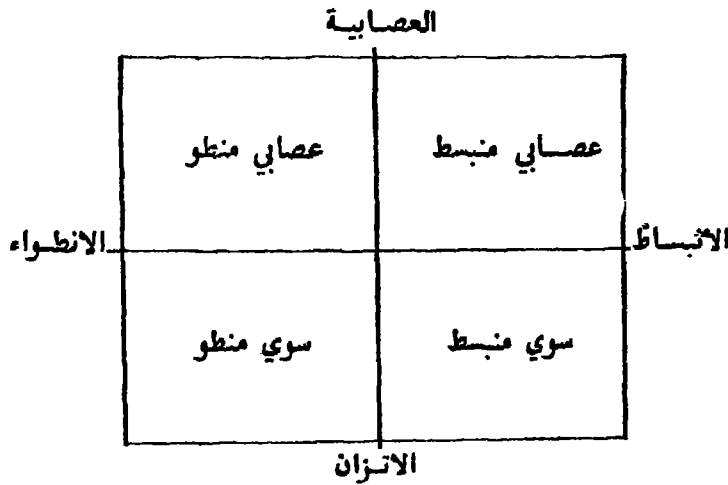 العصابية
عصابي منبسط
عصابي منطو
الانبساط
الانطواء
سوي منبسط
سوي منطو
الاتزان